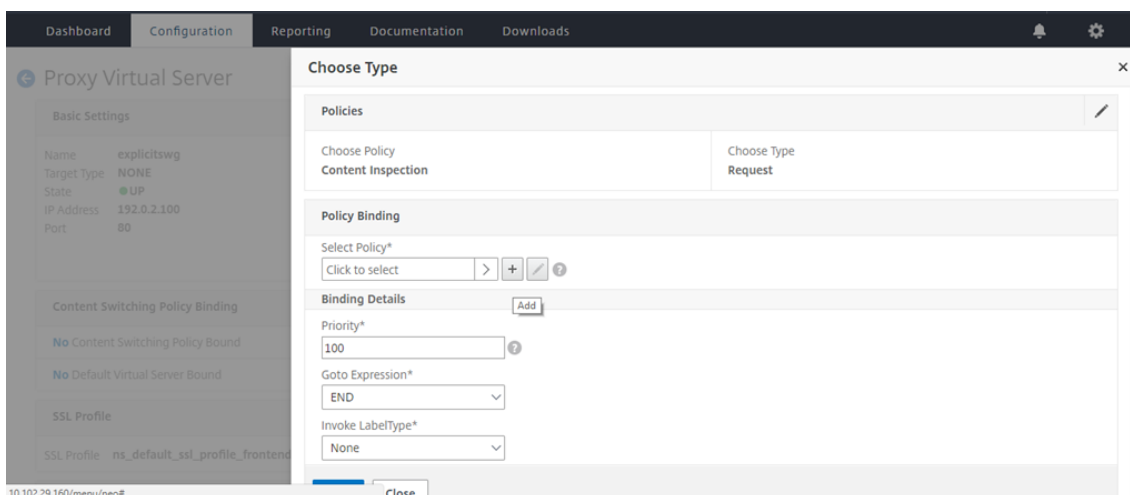 Dashboard Configuration Reporting Documentation Downloads
Proxy Virtual Server
Basic Settings
Name explicitswg
Target Type NONE
State UP
IP Address 192.0.2.100
Port 80
Content Switching Policy Binding
No Content Switching Policy Bound
No Default Virtual Server Bound
SSL Profile
SSL Profile ns_default_ssl_profile_frontend
10.102.29.160/menu/neo#
Choose Type ×
Policies
Choose Policy Choose Type
Content Inspection Request
Policy Binding
Select Policy*
Click to select > + ?
Add
Binding Details
Priority*
100 ?
Goto Expression*
END
Invoke LabelType*
None
Close